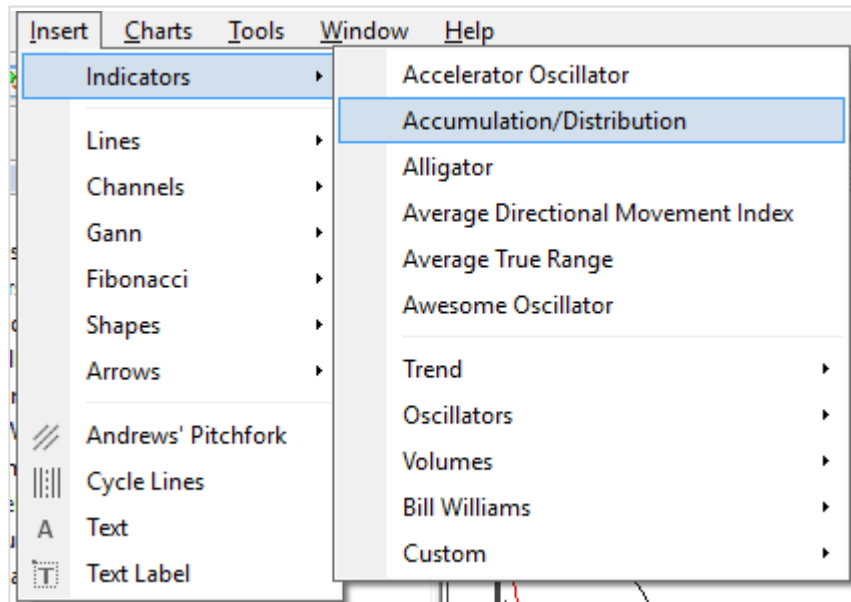 Insert Charts Tools Window Help
Indicators
Lines
Channels
Gann
Fibonacci
Shapes
Arrows
Andrews' Pitchfork
Cycle Lines
A Text
T Text Label
Accelerator Oscillator
Accumulation/Distribution
Alligator
Average Directional Movement Index
Average True Range
Awesome Oscillator
Trend
Oscillators
Volumes
Bill Williams
Custom